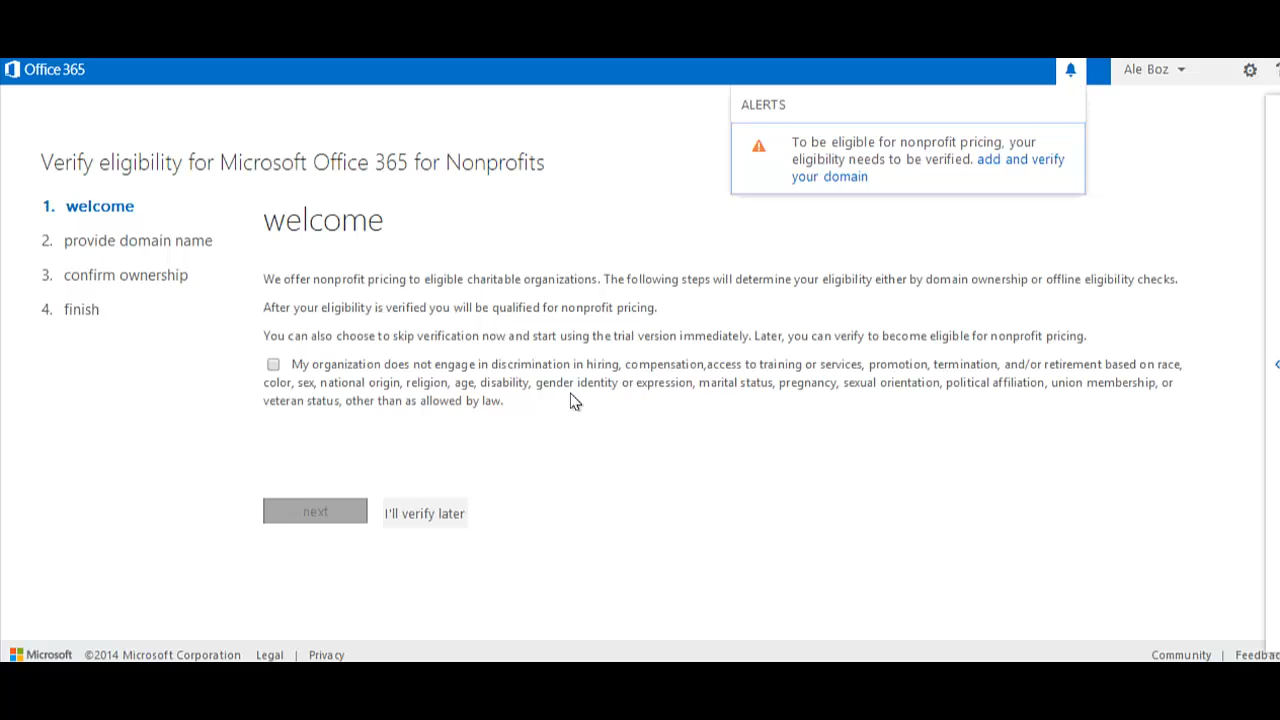 Office 365
Ale Boz
ALERTS
To be eligible for nonprofit pricing, your
eligibility needs to be verified. add and verify
your domain
Verify eligibility for Microsoft Office 365 for Nonprofits
1. welcome
2. provide domain name
3. confirm ownership
4. finish
welcome
We offer nonprofit pricing to eligible charitable organizations. The following steps will determine your eligibility either by domain ownership or offline eligibility checks.
After your eligibility is verified you will be qualified for nonprofit pricing.
You can also choose to skip verification now and start using the trial version immediately. Later, you can verify to become eligible for nonprofit pricing.
My organization does not engage in discrimination in hiring, compensation,access to training or services, promotion, termination, and/or retirement based on race,
color, sex, national origin, religion, age, disability, gender identity or expression, marital status, pregnancy, sexual orientation, political affiliation, union membership, or
veteran status, other than as allowed by law.
next I'll verify later
Microsoft ©2014 Microsoft Corporation Legal | Privacy Community |